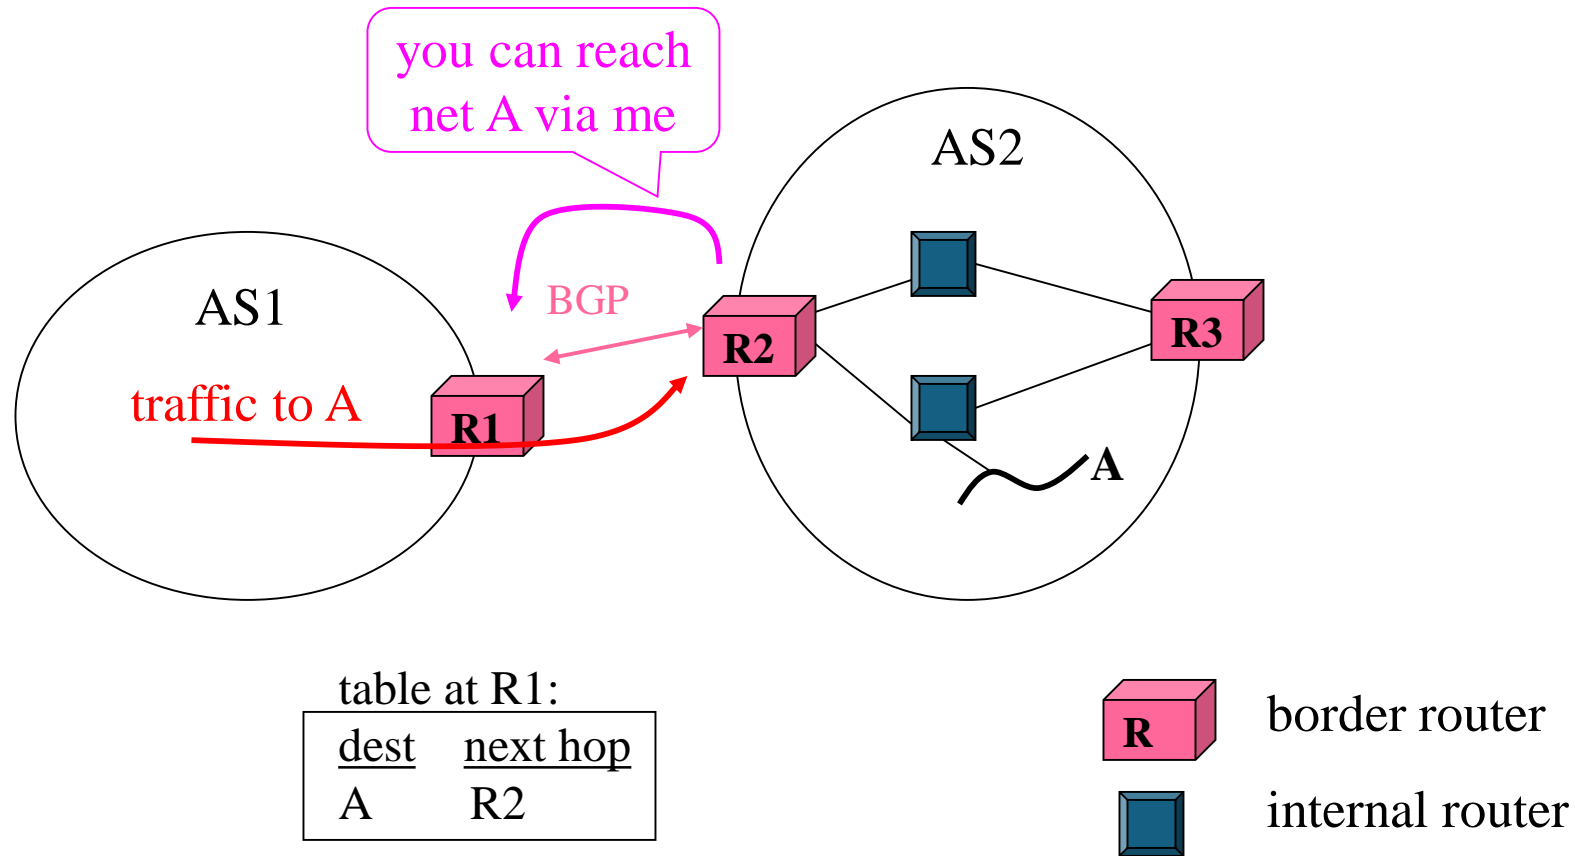 you can reach
net A via me
AS2
AS1
BGP
R2
R3
traffic to A
R1
A
table at R1:
dest next hop
A R2
R border router
internal router